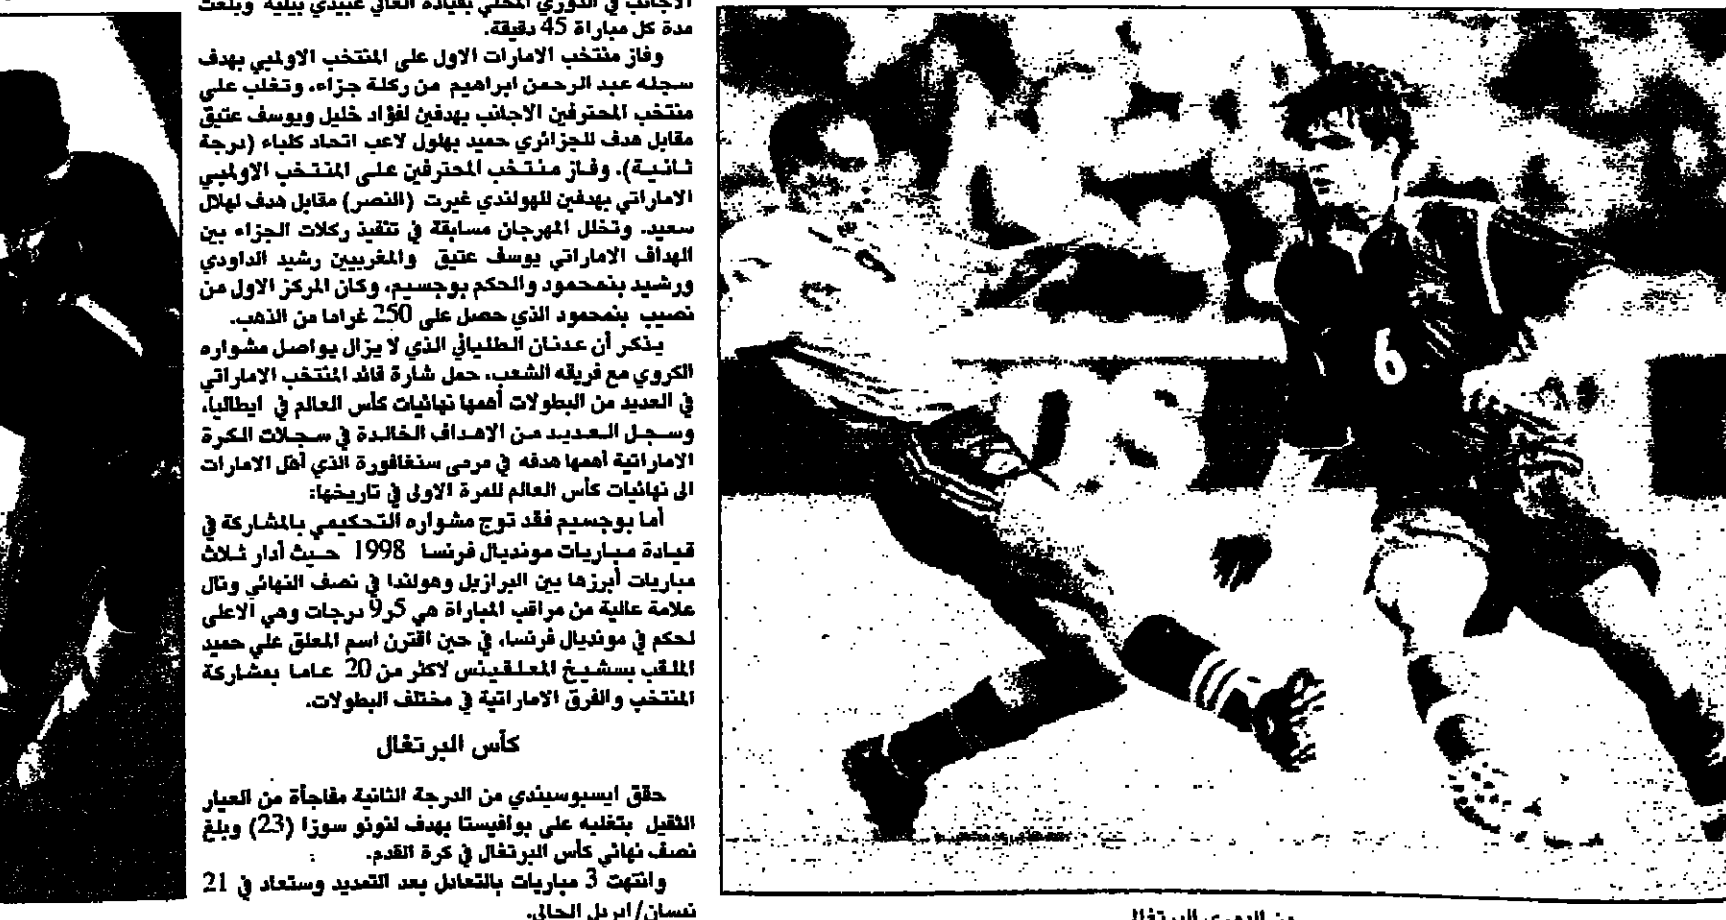 الاجانب في الدوري المحلي بقيادة الغاني عبيدي بيليه وبلغت
مدة كل مباراة 45 دقيقة.
وفاز منتخب الامارات الاول على المنتخب الاولمبي بهدف
سجله عبد الرحمن ابراهيم من ركلة جزاء، وتغلب على
منتخب المحترفين الاجانب بهدفين لفؤاد خليل ويوسف عتيق
مقابل هدف للجزائري حميد بهلول لاعب اتحاد كلباء (درجة
ثانية). وفاز منتخب المحترفين على المنتخب الاولمبي
الاماراتي بهدفين للهولندي غيرت (النصر) مقابل هدف لهلال
سعيد. وتخلل المهرجان مسابقة في تنفيذ ركلات الجزاء بين
الهداف الاماراتي يوسف عتيق والمغربيين رشيد الداودي
ورشيد بنمحمود والحكم بوجسيم، وكان المركز الاول من
نصيب بنمحمود الذي حصل على 250 غراما من الذهب.
يذكر أن عدنان الطلياني الذي لا يزال يواصل مشواره
الكروي مع فريقه الشعب، حمل شارة قائد المنتخب الاماراتي
في العديد من البطولات أهمها نهائيات كأس العالم في ايطاليا،
وسجل العديد من الاهداف الخالدة في سجلات الكرة
الاماراتية أهمها هدفه في مرمى سنغافورة الذي أهل الامارات
الى نهائيات كأس العالم للمرة الاولى في تاريخها:
أما بوجسيم فقد توج مشواره التحكيمي بالمشاركة في
قيادة مباريات مونديال فرنسا 1998 حيث أدار ثلاث
مباريات أبرزها بين البرازيل وهولندا في نصف النهائي ونال
علامة عالية من مراقب المباراة هي 5ر9 درجات وهي الاعلى
لحكم في مونديال فرنسا، في حين اقترن اسم المعلق علي حميد
الملقب بسشيخ المعلقينس لاكثر من 20 عاما بمشاركة
المنتخب والفرق الاماراتية في مختلف البطولات.
كأس البرتغال
حقق ايسبوسيندي من الدرجة الثانية مفاجأة من العيار
الثقيل بتغلبه على بوافيستا بهدف لنونو سوزا (23) وبلغ
نصف نهائي كأس البرتغال في كرة القدم.
وانتهت 3 مباريات بالتعادل بعد التمديد وستعاد في 21
نيسان/ابريل الحالي.
6
من الدوري البرتغالي